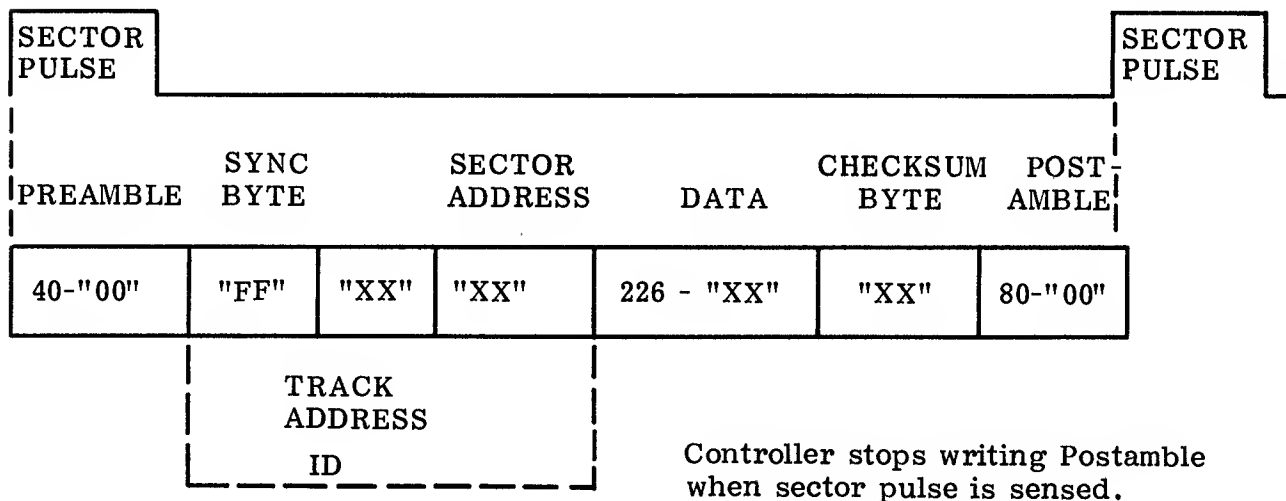 SECTOR
PULSE
SECTOR
PULSE
PREAMBLE
SYNC
BYTE
SECTOR
ADDRESS
DATA
CHECKSUM
BYTE
POST-
AMBLE
40-"00"
"FF"
"XX"
"XX"
226 - "XX"
"XX"
80-"00"
TRACK
ADDRESS
ID
Controller stops writing Postamble
when sector pulse is sensed.